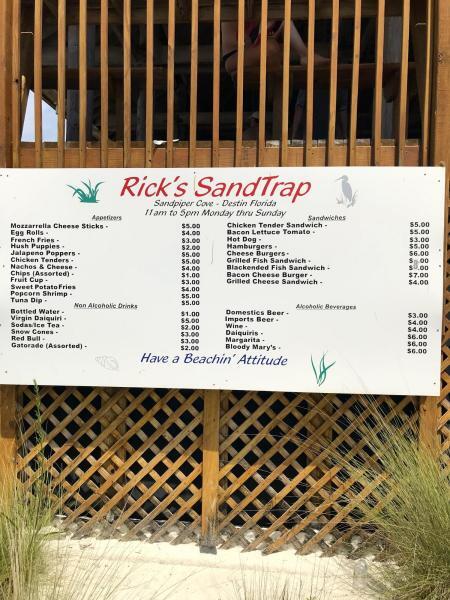 Rick's SandTrap
Sandpiper Cove - Destin Florida
11am to 5pm Monday thru Sunday
Appetizers
Mozzarella Cheese Sticks - $5.00
Egg Rolls - $4.00
French Fries - $3.00
Hush Puppies - $2.00
Jalapeno Poppers - $5.00
Chicken Tenders - $5.00
Nachos & Cheese - $4.00
Chips (Assorted) - $1.00
Fruit Cup - $3.00
Sweet Potato Fries $4.00
Popcorn Shrimp - $5.00
Tuna Dip - $5.00
Non Alcoholic Drinks
Bottled Water - $1.00
Virgin Daiquiri - $5.00
Sodas/Ice Tea - $2.00
Snow Cones - $3.00
Red Bull - $3.00
Gatorade (Assorted) - $2.00
Sandwiches
Chicken Tender Sandwich - $5.00
Bacon Lettuce Tomato - $5.00
Hot Dog - $3.00
Hamburgers - $5.00
Cheese Burgers - $6.00
Grilled Fish Sandwich -
Blackended Fish Sandwich -
Bacon Cheese Burger - $7.00
Grilled Cheese Sandwich - $4.00
Alcoholic Beverages
Domestics Beer - $3.00
Imports Beer - $4.00
Wine - $4.00
Daiquiris - $6.00
Margarita - $6.00
Bloody Mary's - $6.00
Have a Beachin' Attitude